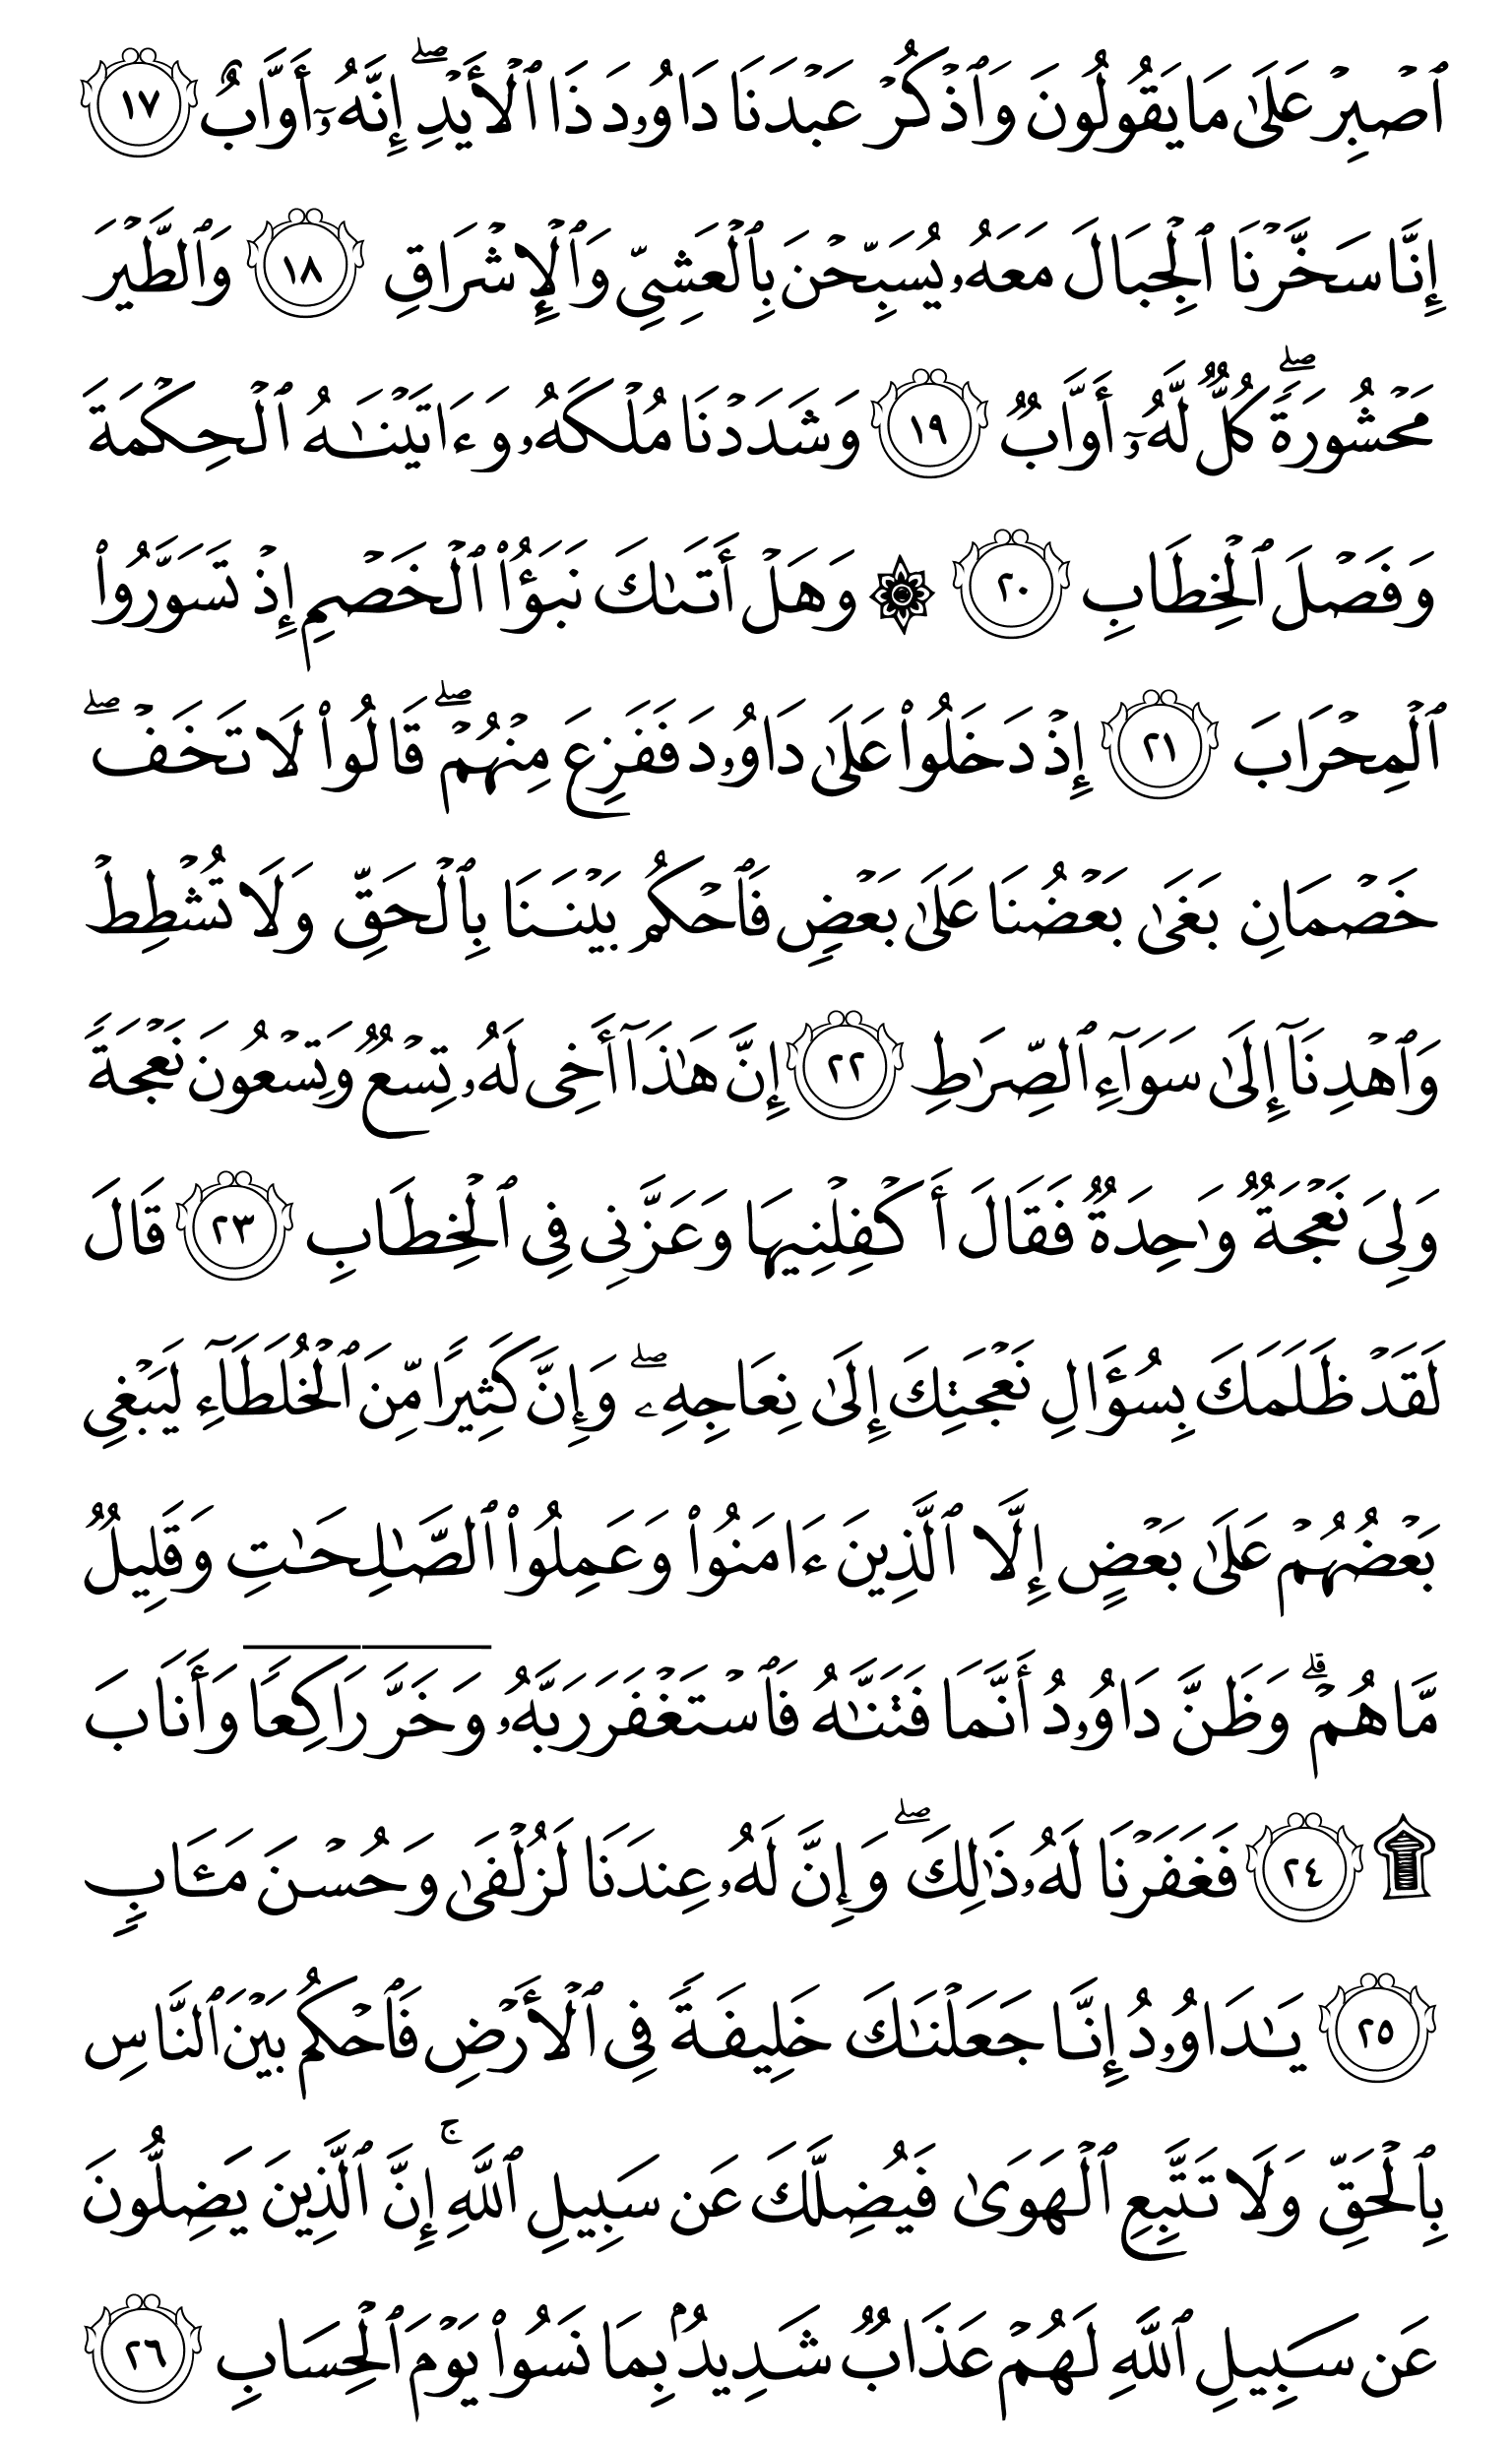 ٱصۡبِرۡ عَلَىٰ مَا يَقُولُونَ وَٱذۡكُرۡ عَبۡدَنَا دَاوُۥدَ ذَا ٱلۡأَيۡدِۖ إِنَّهُۥٓ أَوَّابٌ ١٧
إِنَّا سَخَّرۡنَا ٱلۡجِبَالَ مَعَهُۥ يُسَبِّحۡنَ بِٱلۡعَشِيِّ وَٱلۡإِشۡرَاقِ ١٨ وَٱلطَّيۡرَ
مَحۡشُورَةٗۖ كُلّٞ لَّهُۥٓ أَوَّابٞ ١٩ وَشَدَدۡنَا مُلۡكَهُۥ وَءَاتَيۡنَٰهُ ٱلۡحِكۡمَةَ
وَفَصۡلَ ٱلۡخِطَابِ ٢٠ ۞ وَهَلۡ أَتَىٰكَ نَبَؤُاْ ٱلۡخَصۡمِ إِذۡ تَسَوَّرُواْ
ٱلۡمِحۡرَابَ ٢١ إِذۡ دَخَلُواْ عَلَىٰ دَاوُۥدَ فَفَزِعَ مِنۡهُمۡۖ قَالُواْ لَا تَخَفۡۖ
خَصۡمَانِ بَغَىٰ بَعۡضُنَا عَلَىٰ بَعۡضٖ فَٱحۡكُم بَيۡنَنَا بِٱلۡحَقِّ وَلَا تُشۡطِطۡ
وَٱهۡدِنَآ إِلَىٰ سَوَآءِ ٱلصِّرَٰطِ ٢٢ إِنَّ هَٰذَآ أَخِي لَهُۥ تِسۡعٞ وَتِسۡعُونَ نَعۡجَةٗ
وَلِيَ نَعۡجَةٞ وَٰحِدَةٞ فَقَالَ أَكۡفِلۡنِيهَا وَعَزَّنِي فِي ٱلۡخِطَابِ ٢٣ قَالَ
لَقَدۡ ظَلَمَكَ بِسُؤَالِ نَعۡجَتِكَ إِلَىٰ نِعَاجِهِۦۖ وَإِنَّ كَثِيرٗا مِّنَ ٱلۡخُلَطَآءِ لَيَبۡغِي
بَعۡضُهُمۡ عَلَىٰ بَعۡضٍ إِلَّا ٱلَّذِينَ ءَامَنُواْ وَعَمِلُواْ ٱلصَّٰلِحَٰتِ وَقَلِيلٞ
مَّا هُمۡۗ وَظَنَّ دَاوُۥدُ أَنَّمَا فَتَنَّٰهُ فَٱسۡتَغۡفَرَ رَبَّهُۥ وَخَرَّۤ رَاكِعٗاۤ وَأَنَابَ
۩ ٢٤ فَغَفَرۡنَا لَهُۥ ذَٰلِكَۖ وَإِنَّ لَهُۥ عِندَنَا لَزُلۡفَىٰ وَحُسۡنَ مَـَٔابٖ
٢٥ يَٰدَاوُۥدُ إِنَّا جَعَلۡنَٰكَ خَلِيفَةٗ فِي ٱلۡأَرۡضِ فَٱحۡكُم بَيۡنَ ٱلنَّاسِ
بِٱلۡحَقِّ وَلَا تَتَّبِعِ ٱلۡهَوَىٰ فَيُضِلَّكَ عَن سَبِيلِ ٱللَّهِۚ إِنَّ ٱلَّذِينَ يَضِلُّونَ
عَن سَبِيلِ ٱللَّهِ لَهُمۡ عَذَابٞ شَدِيدُۢ بِمَا نَسُواْ يَوۡمَ ٱلۡحِسَابِ ٢٦